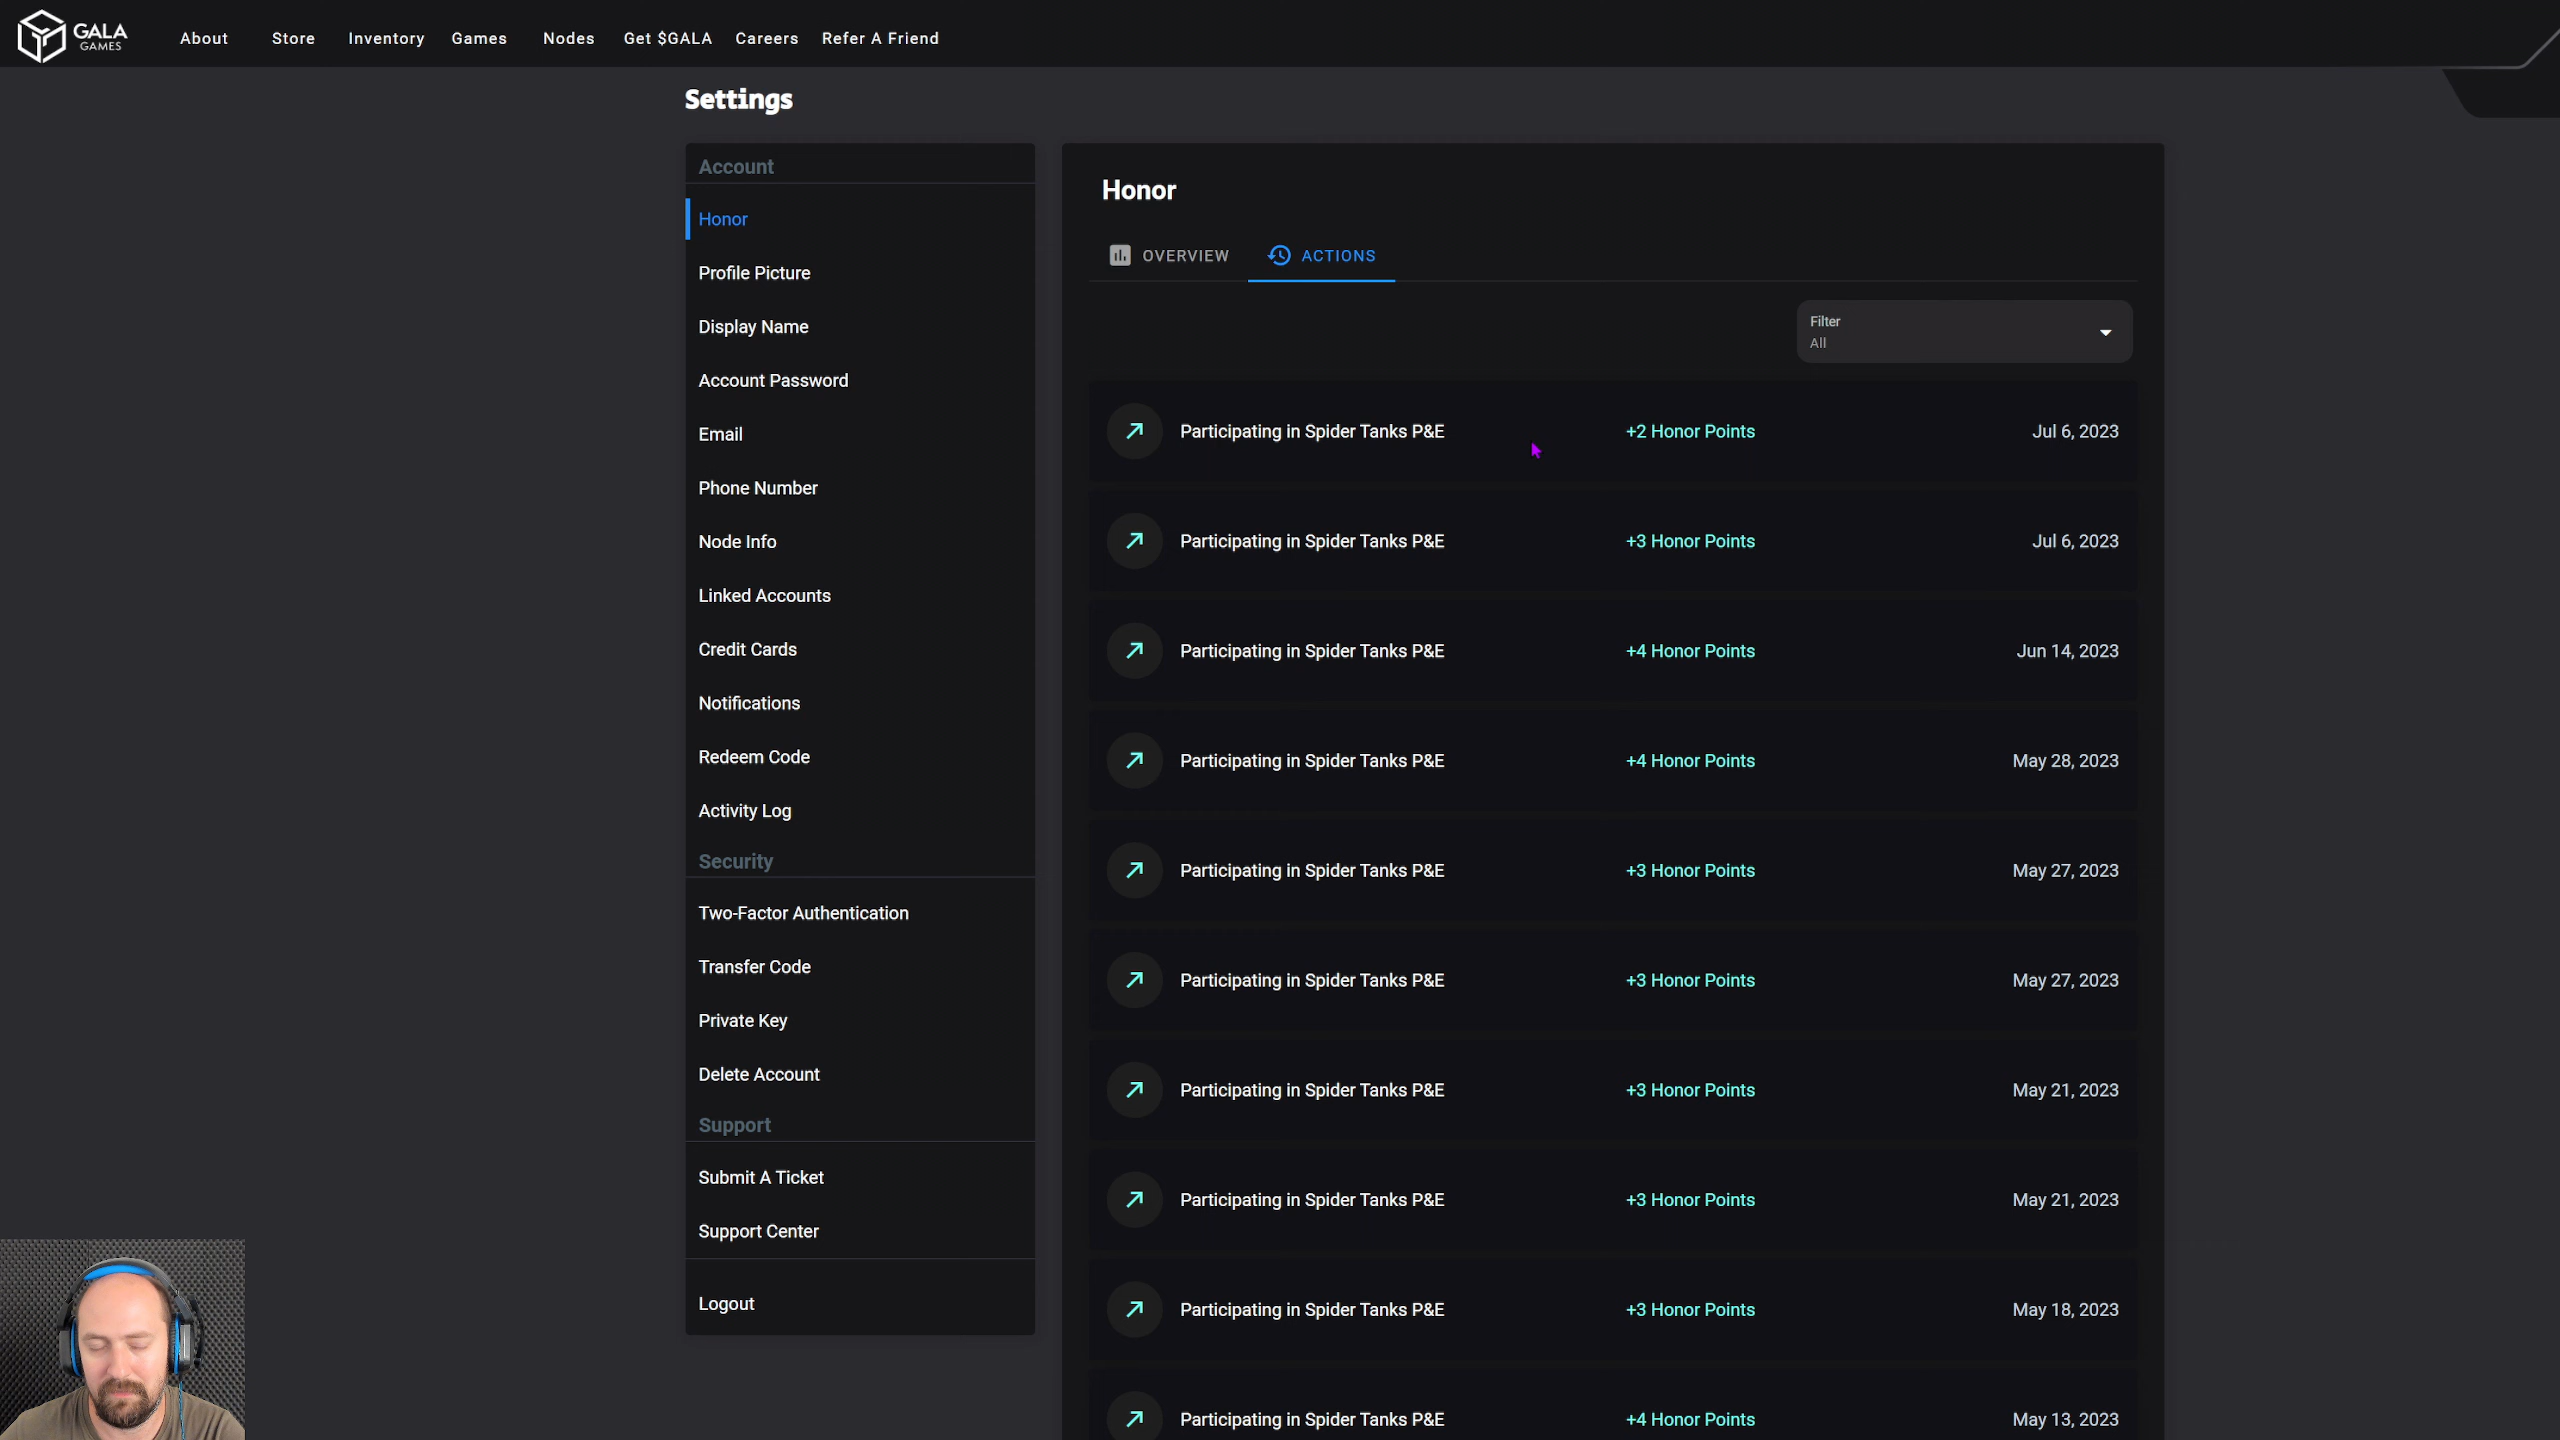 GALA
GAMES
About
Store
Inventory
Games
Nodes
Get $GALA
Careers
Refer A Friend
Settings
Account
Honor
Profile Picture
Display Name
Account Password
Email
Phone Number
Node Info
Linked Accounts
Credit Cards
Notifications
Redeem Code
Activity Log
Security
Two-Factor Authentication
Transfer Code
Private Key
Delete Account
Support
Submit A Ticket
Support Center
Logout
Honor
OVERVIEW
ACTIONS
Filter
All
Participating in Spider Tanks P&E +2 Honor Points Jul 6, 2023
Participating in Spider Tanks P&E +3 Honor Points Jul 6, 2023
Participating in Spider Tanks P&E +4 Honor Points Jun 14, 2023
Participating in Spider Tanks P&E +4 Honor Points May 28, 2023
Participating in Spider Tanks P&E +3 Honor Points May 27, 2023
Participating in Spider Tanks P&E +3 Honor Points May 27, 2023
Participating in Spider Tanks P&E +3 Honor Points May 21, 2023
Participating in Spider Tanks P&E +3 Honor Points May 21, 2023
Participating in Spider Tanks P&E +3 Honor Points May 18, 2023
Participating in Spider Tanks P&E +4 Honor Points May 13, 2023